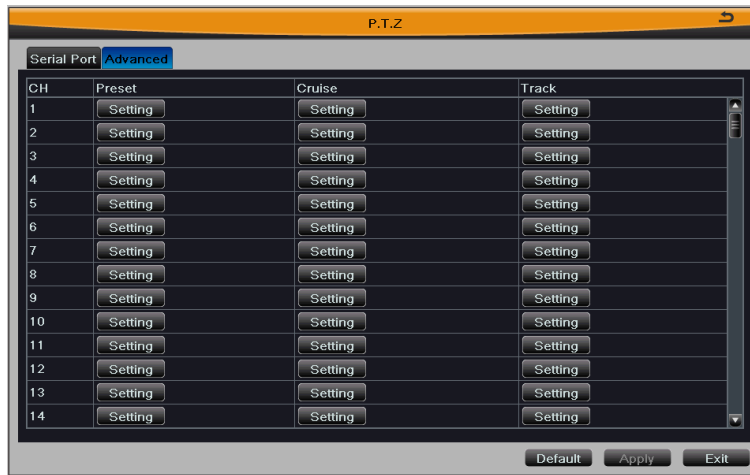 P.T.Z
Serial Port Advanced
CH Preset Cruise Track
1 Setting Setting Setting
2 Setting Setting Setting
3 Setting Setting Setting
4 Setting Setting Setting
5 Setting Setting Setting
6 Setting Setting Setting
7 Setting Setting Setting
8 Setting Setting Setting
9 Setting Setting Setting
10 Setting Setting Setting
11 Setting Setting Setting
12 Setting Setting Setting
13 Setting Setting Setting
14 Setting Setting Setting
Default Apply Exit